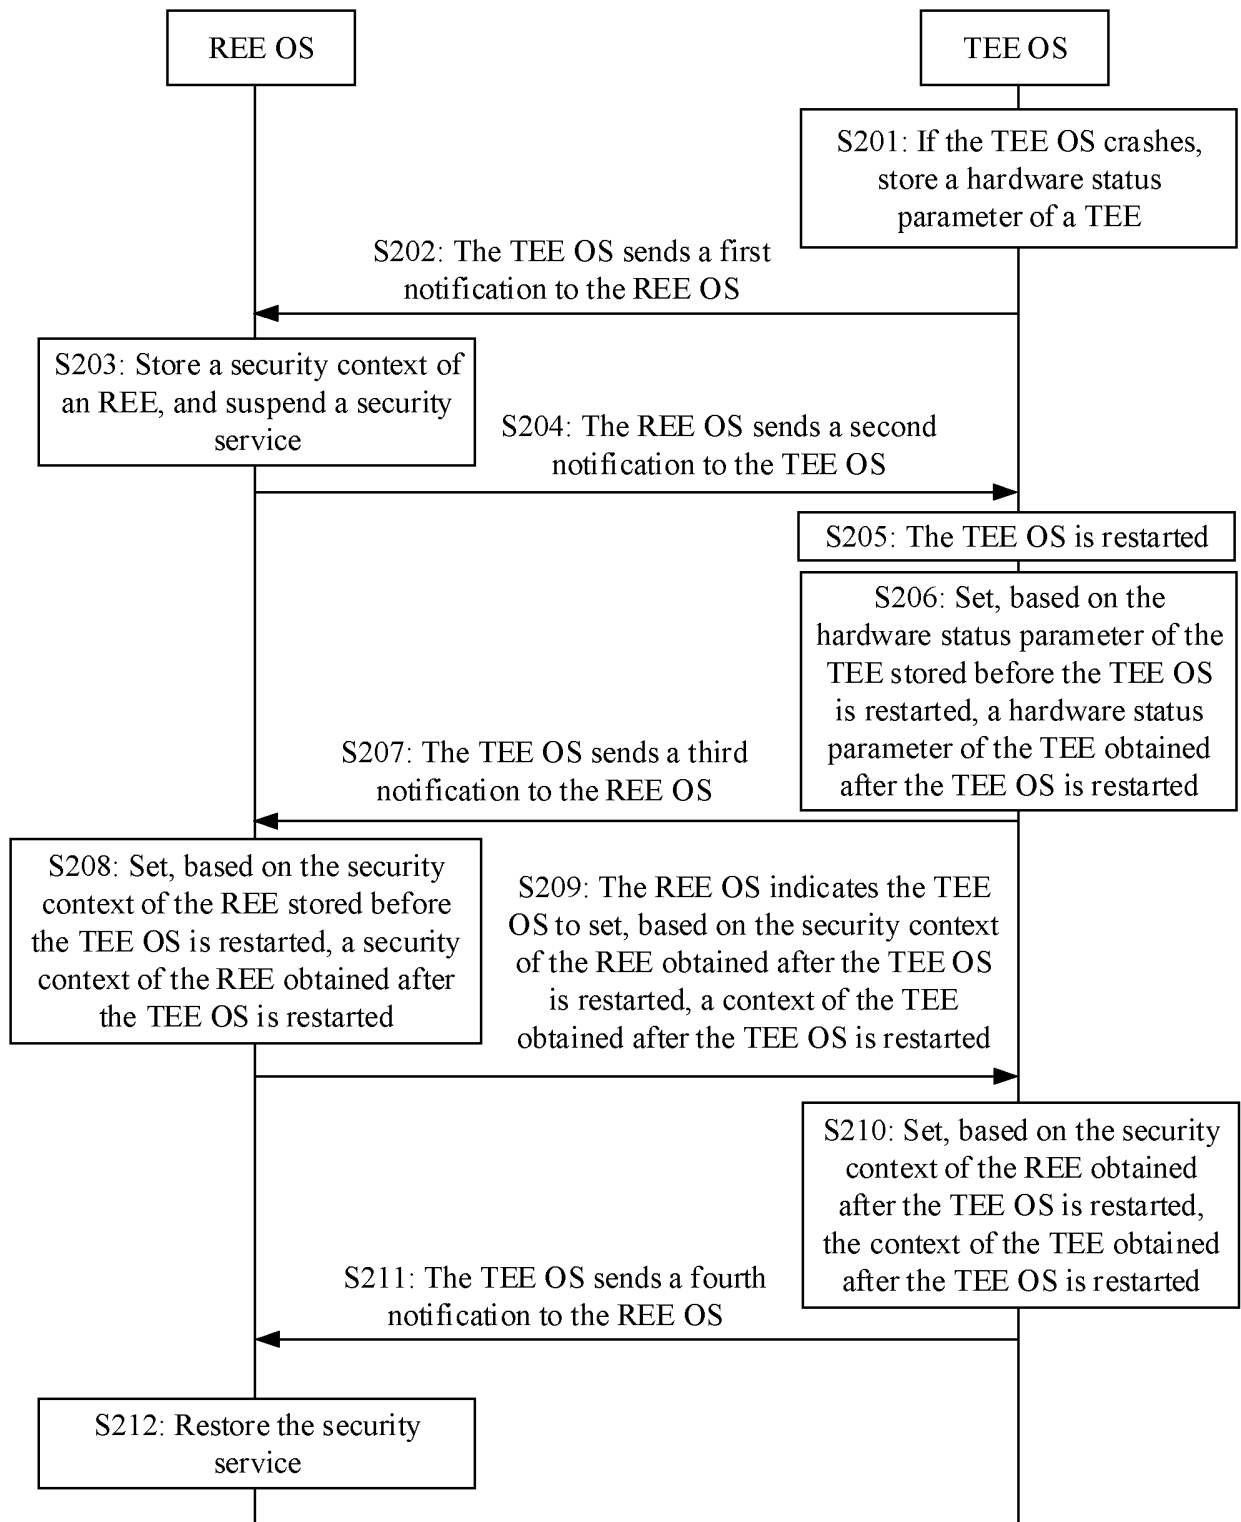 REE OS
TEE OS
S201: If the TEE OS crashes,
store a hardware status
parameter of a TEE
S202: The TEE OS sends a first
notification to the REE OS
S203: Store a security context of
an REE, and suspend a security
service
S204: The REE OS sends a second
notification to the TEE OS
S205: The TEE OS is restarted
S206: Set, based on the
hardware status parameter of the
TEE stored before the TEE OS
is restarted, a hardware status
parameter of the TEE obtained
after the TEE OS is restarted
S207: The TEE OS sends a third
notification to the REE OS
S208: Set, based on the security
context of the REE stored before
the TEE OS is restarted, a security
context of the REE obtained after
the TEE OS is restarted
S209: The REE OS indicates the TEE
OS to set, based on the security context
of the REE obtained after the TEE OS
is restarted, a context of the TEE
obtained after the TEE OS is restarted
S210: Set, based on the security
context of the REE obtained
after the TEE OS is restarted,
the context of the TEE obtained
after the TEE OS is restarted
S211: The TEE OS sends a fourth
notification to the REE OS
S212: Restore the security
service